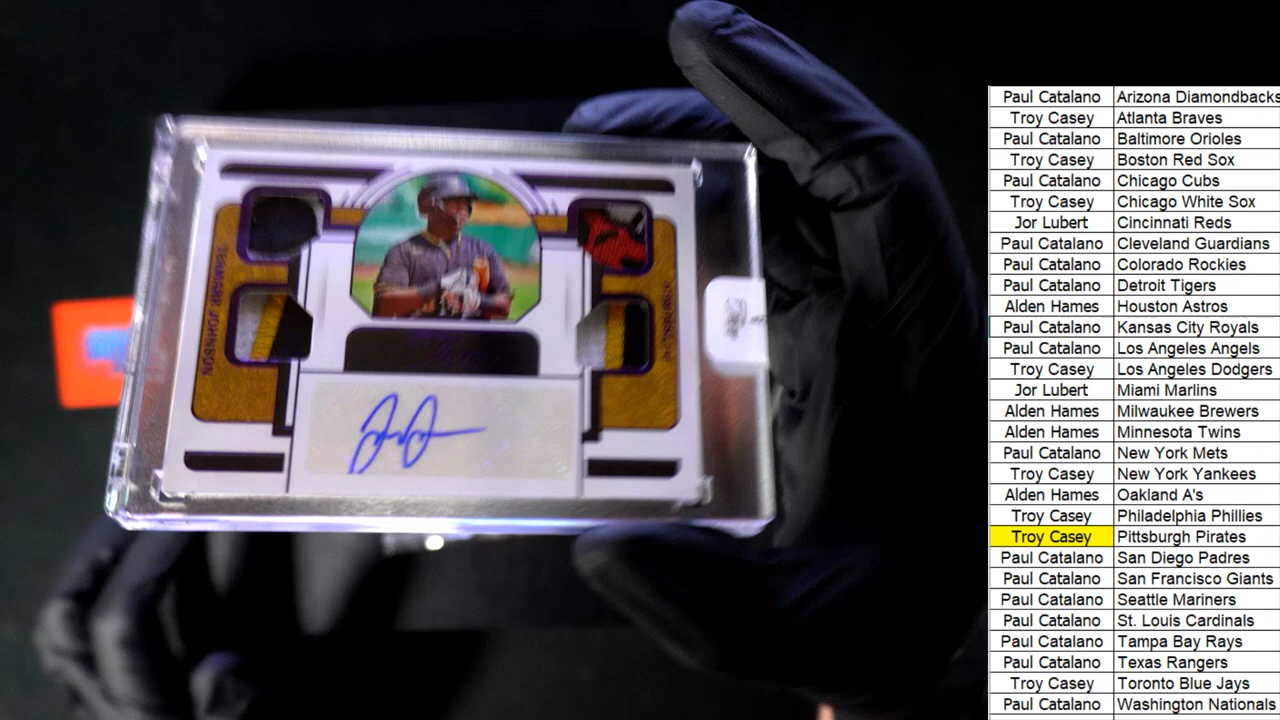 TERMARR JOHNSON
Paul Catalano Arizona Diamondbacks
Troy Casey Atlanta Braves
Paul Catalano Baltimore Orioles
Troy Casey Boston Red Sox
Paul Catalano Chicago Cubs
Troy Casey Chicago White Sox
Jor Lubert Cincinnati Reds
Paul Catalano Cleveland Guardians
Paul Catalano Colorado Rockies
Paul Catalano Detroit Tigers
Alden Hames Houston Astros
Paul Catalano Kansas City Royals
Paul Catalano Los Angeles Angels
Troy Casey Los Angeles Dodgers
Jor Lubert Miami Marlins
Alden Hames Milwaukee Brewers
Alden Hames Minnesota Twins
Paul Catalano New York Mets
Troy Casey New York Yankees
Alden Hames Oakland A's
Troy Casey Philadelphia Phillies
Troy Casey Pittsburgh Pirates
Paul Catalano San Diego Padres
Paul Catalano San Francisco Giants
Paul Catalano Seattle Mariners
Paul Catalano St. Louis Cardinals
Paul Catalano Tampa Bay Rays
Paul Catalano Texas Rangers
Troy Casey Toronto Blue Jays
Paul Catalano Washington Nationals